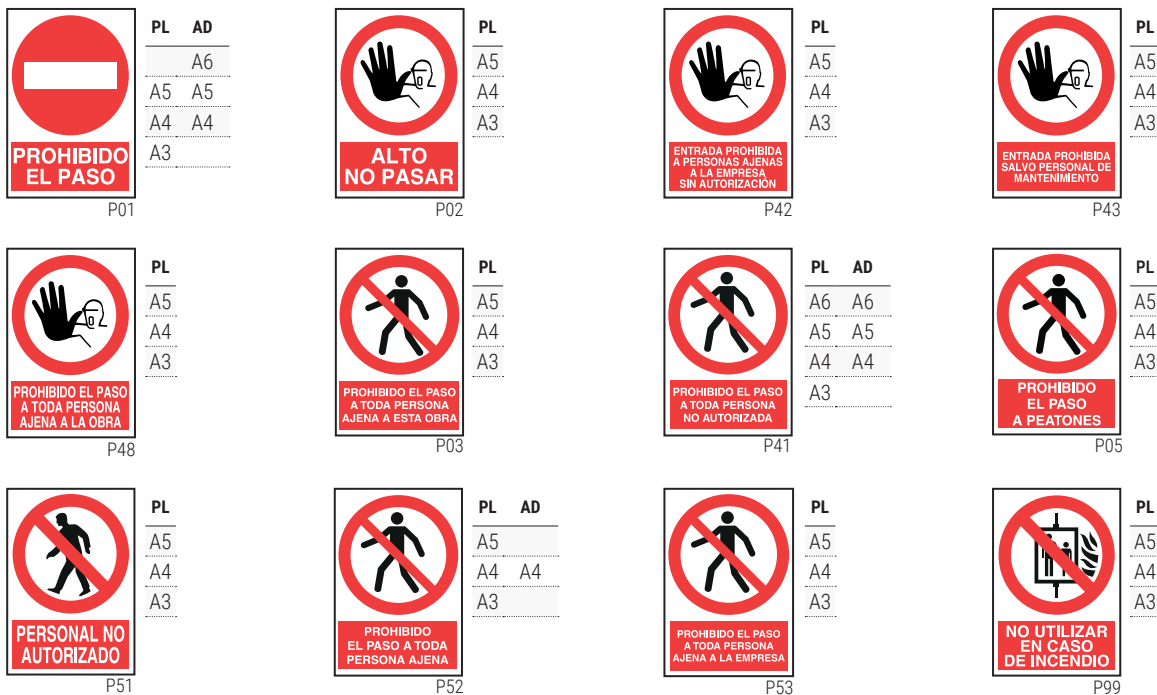 PROHIBIDO
EL PASO
P01
PL AD
A6
A5 A5
A4 A4
A3
ALTO
NO PASAR
P02
PL
A5
A4
A3
ENTRADA PROHIBIDA
A PERSONAS AJENAS
A LA EMPRESA
SIN AUTORIZACIÓN
P42
PL
A5
A4
A3
ENTRADA PROHIBIDA
SALVO PERSONAL DE
MANTENIMIENTO
P43
PL
A5
A4
A3
PROHIBIDO EL PASO
A TODA PERSONA
AJENA A LA OBRA
P48
PL
A5
A4
A3
PROHIBIDO EL PASO
A TODA PERSONA
AJENA A ESTA OBRA
P03
PL
A5
A4
A3
PROHIBIDO EL PASO
A TODA PERSONA
NO AUTORIZADA
P41
PL AD
A6 A6
A5 A5
A4 A4
A3
PROHIBIDO
EL PASO
A PEATONES
P05
PL
A5
A4
A3
PERSONAL NO
AUTORIZADO
P51
PL
A5
A4
A3
PROHIBIDO
EL PASO A TODA
PERSONA AJENA
P52
PL AD
A5
A4 A4
A3
PROHIBIDO EL PASO
A TODA PERSONA
AJENA A LA EMPRESA
P53
PL
A5
A4
A3
NO UTILIZAR
EN CASO
DE INCENDIO
P99
PL
A5
A4
A3